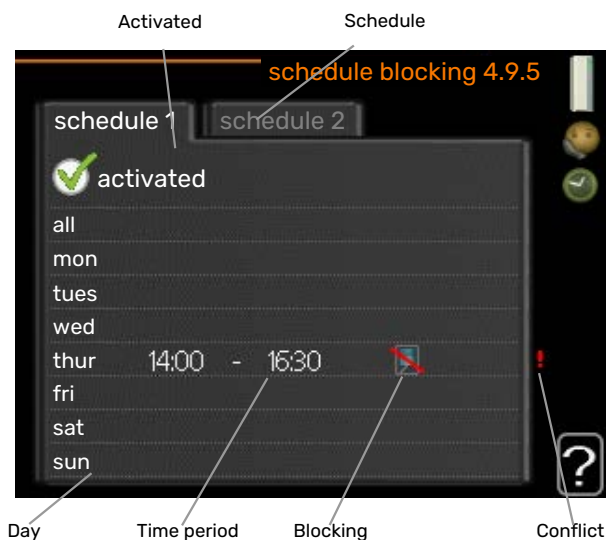 Activated Schedule
schedule blocking 4.9.5
schedule 1 schedule 2
activated
all
mon
tues
wed
thur 14:00 - 16:30 !
fri
sat
sun
?
Day Time period Blocking Conflict